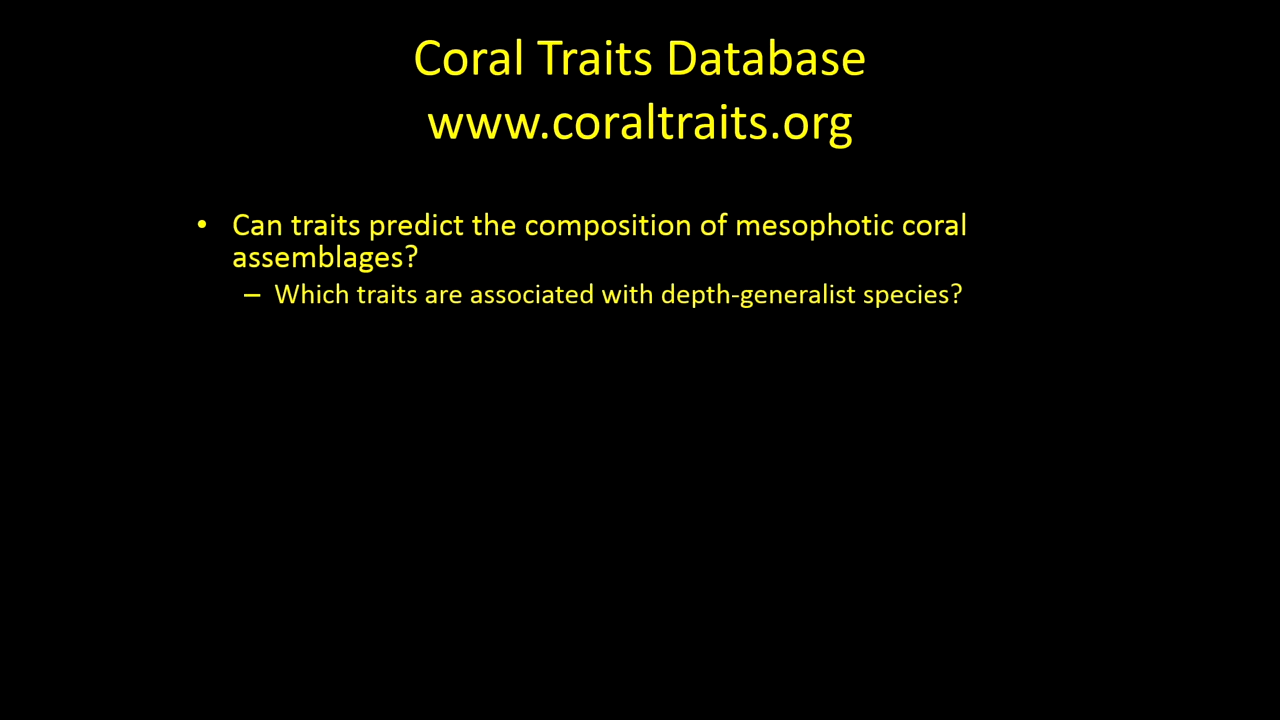 Coral Traits Database
www.coraltraits.org
• Can traits predict the composition of mesophotic coral
assemblages?
– Which traits are associated with depth-generalist species?